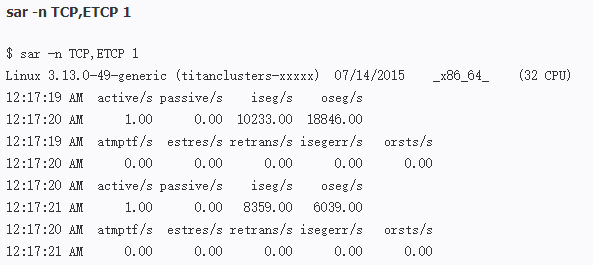 sar -n TCP,ETCP 1
$ sar -n TCP,ETCP 1
Linux 3.13.0-49-generic (titanclusters-xxxxx)  07/14/2015    _x86_64_    (32 CPU)
12:17:19 AM  active/s passive/s    iseg/s    oseg/s
12:17:20 AM      1.00      0.00  10233.00  18846.00
12:17:19 AM  atmptf/s  estres/s retrans/s isegerr/s   orsts/s
12:17:20 AM      0.00      0.00      0.00      0.00      0.00
12:17:20 AM  active/s passive/s    iseg/s    oseg/s
12:17:21 AM      1.00      0.00   8359.00   6039.00
12:17:20 AM  atmptf/s  estres/s retrans/s isegerr/s   orsts/s
12:17:21 AM      0.00      0.00      0.00      0.00      0.00